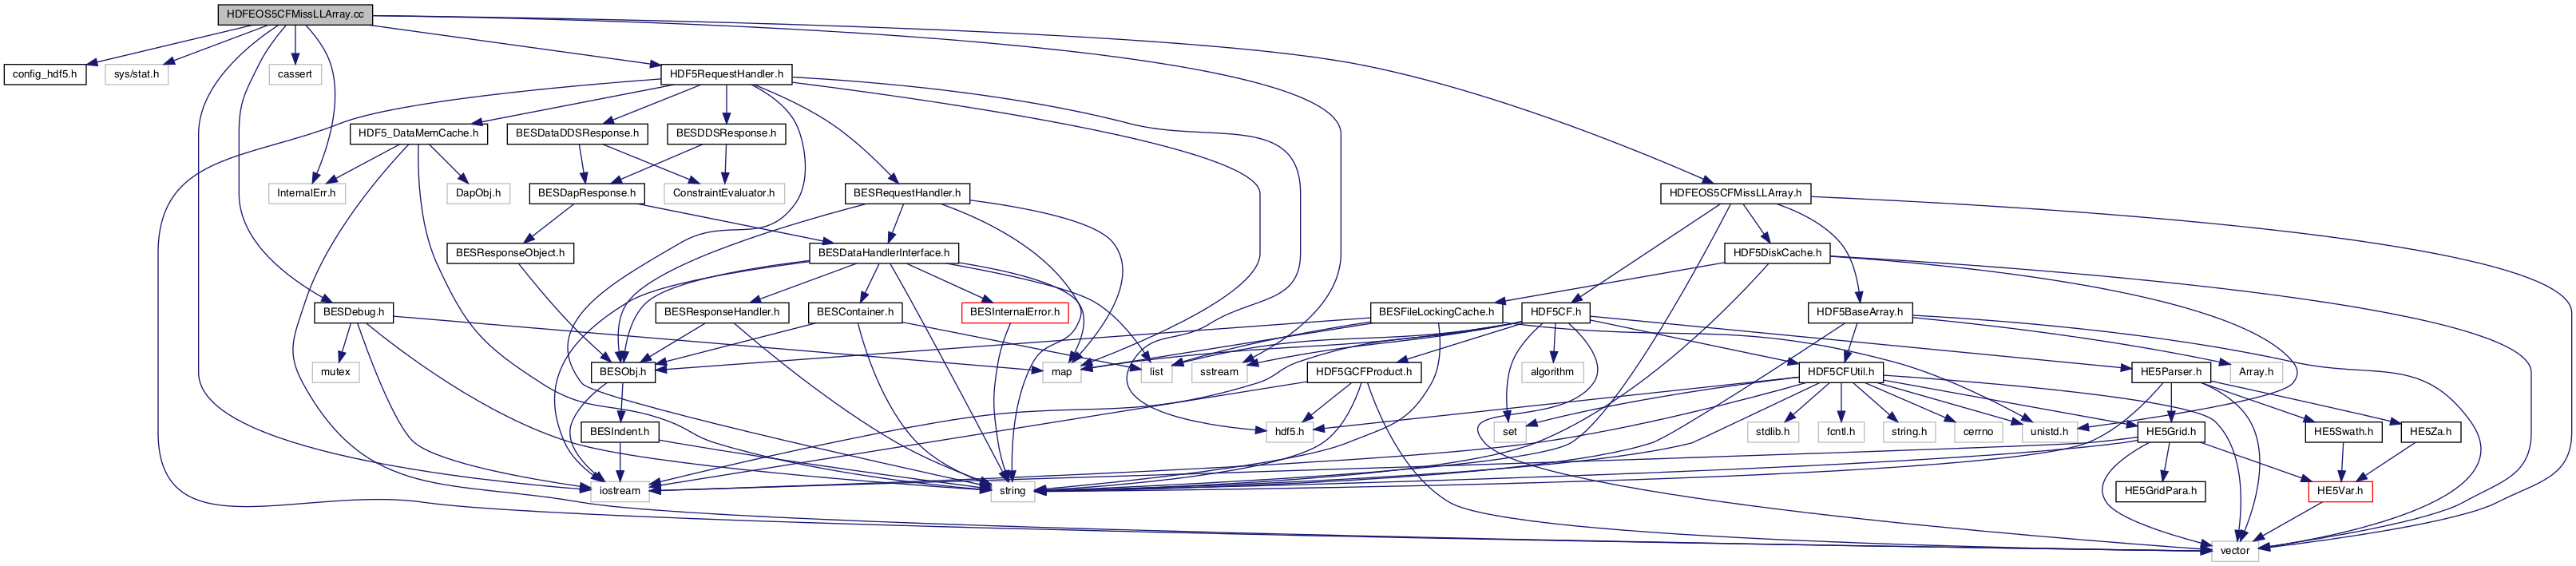 HDFEOS5CFMissLLArray.cc
config_hdf5.h
sys/stat.h
cassert
HDF5RequestHandler.h
HDF5_DataMemCache.h
BESDataDDSResponse.h
BESDDSResponse.h
InternalErr.h
DapObj.h
BESDapResponse.h
ConstraintEvaluator.h
BESRequestHandler.h
HDFEOS5CFMissLLArray.h
BESResponseObject.h
BESDataHandlerInterface.h
HDF5DiskCache.h
BESDebug.h
BESResponseHandler.h
BESContainer.h
BESInternalError.h
BESFileLockingCache.h
HDF5CF.h
HDF5BaseArray.h
mutex
BESObj.h
map
list
sstream
HDF5GCFProduct.h
algorithm
HDF5CFUtil.h
HE5Parser.h
Array.h
BESIndent.h
hdf5.h
set
stdlib.h
fcntl.h
string.h
cerrno
unistd.h
HE5Grid.h
HE5Swath.h
HE5Za.h
iostream
string
HE5GridPara.h
HE5Var.h
vector